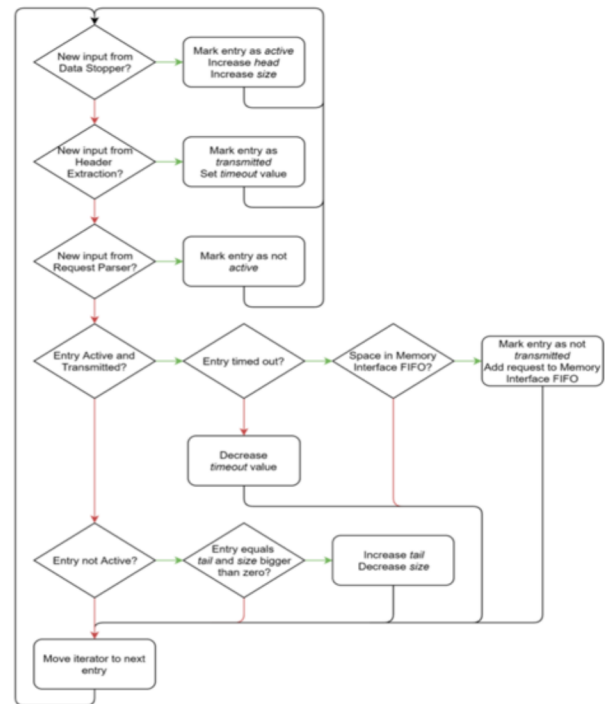 New input from
Data Stopper?
Mark entry as active
Increase head
Increase size
New input from
Header
Extraction?
Mark entry as
transmitted
Set timeout value
New input from
Request Parser?
Mark entry as not
active
Entry Active and
Transmitted?
Entry timed out?
Space in Memory
Interface FIFO?
Mark entry as not
transmitted
Add request to Memory
Interface FIFO
Decrease
timeout value
Entry not Active?
Entry equals
tail and size bigger
than zero?
Increase tail
Decrease size
Move iterator to next
entry